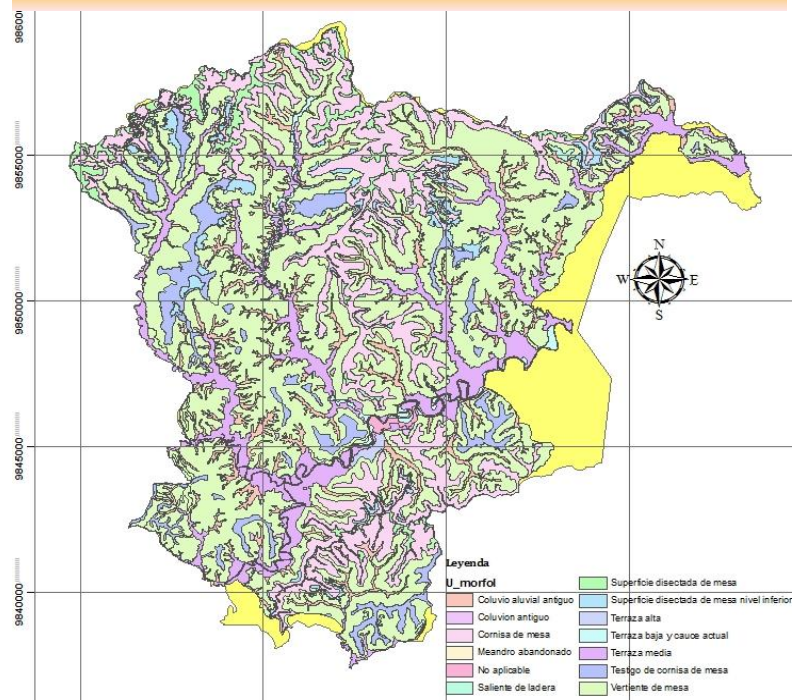 986000
9855000
9850000
9845000
9840000
N
W E
S
Leyenda
U_morfol
Coluvio aluvial antiguo
Coluvion antiguo
Cornisa de mesa
Meandro abandonado
No aplicable
Saliente de ladera
Superficie disectada de mesa
Superficie disectada de mesa nivel inferior
Terraza alta
Terraza baja y cauce actual
Terraza media
Testigo de cornisa de mesa
Vertiente de mesa